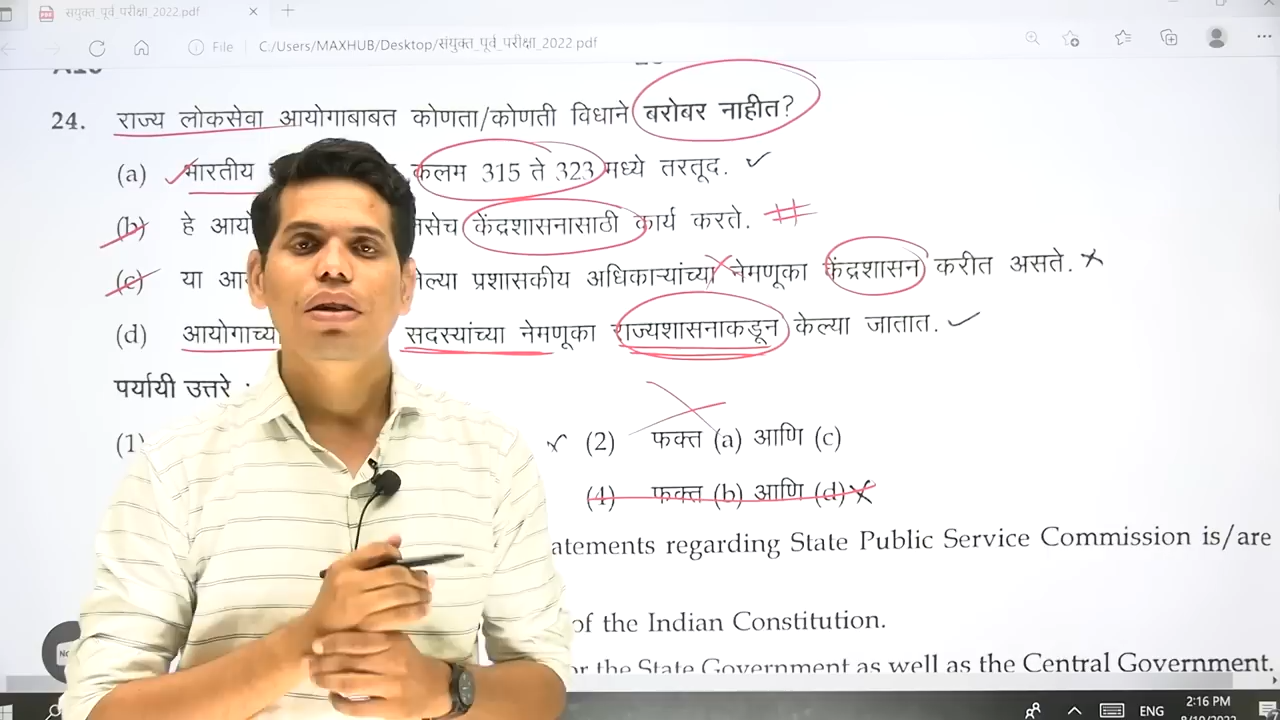 संयुक्त_पूर्व_परीक्षा_2022.pdf
File C:/Users/MAXHUB/Desktop/संयुक्त_पूर्व_परीक्षा_2022.pdf
24. राज्य लोकसेवा आयोगाबाबत कोणता/कोणती विधाने बरोबर नाहीत?
(a) भारतीय कलम 315 ते 323 मध्ये तरतूद.
(b) हे केंद्रशासनासाठी कार्य करते.
(c) या प्रशासकीय अधिकाऱ्यांच्या नेमणूका केंद्रशासन करीत असते.
(d) आयोगाच्या सदस्यांच्या नेमणूका राज्यशासनाकडून केल्या जातात.
पर्यायी उत्तरे :
(1) (2) फक्त (a) आणि (c)
(4) फक्त (b) आणि (d)
regarding State Public Service Commission is/are
of the Indian Constitution.
the State Government as well as the Central Government.
ENG 2:16 PM